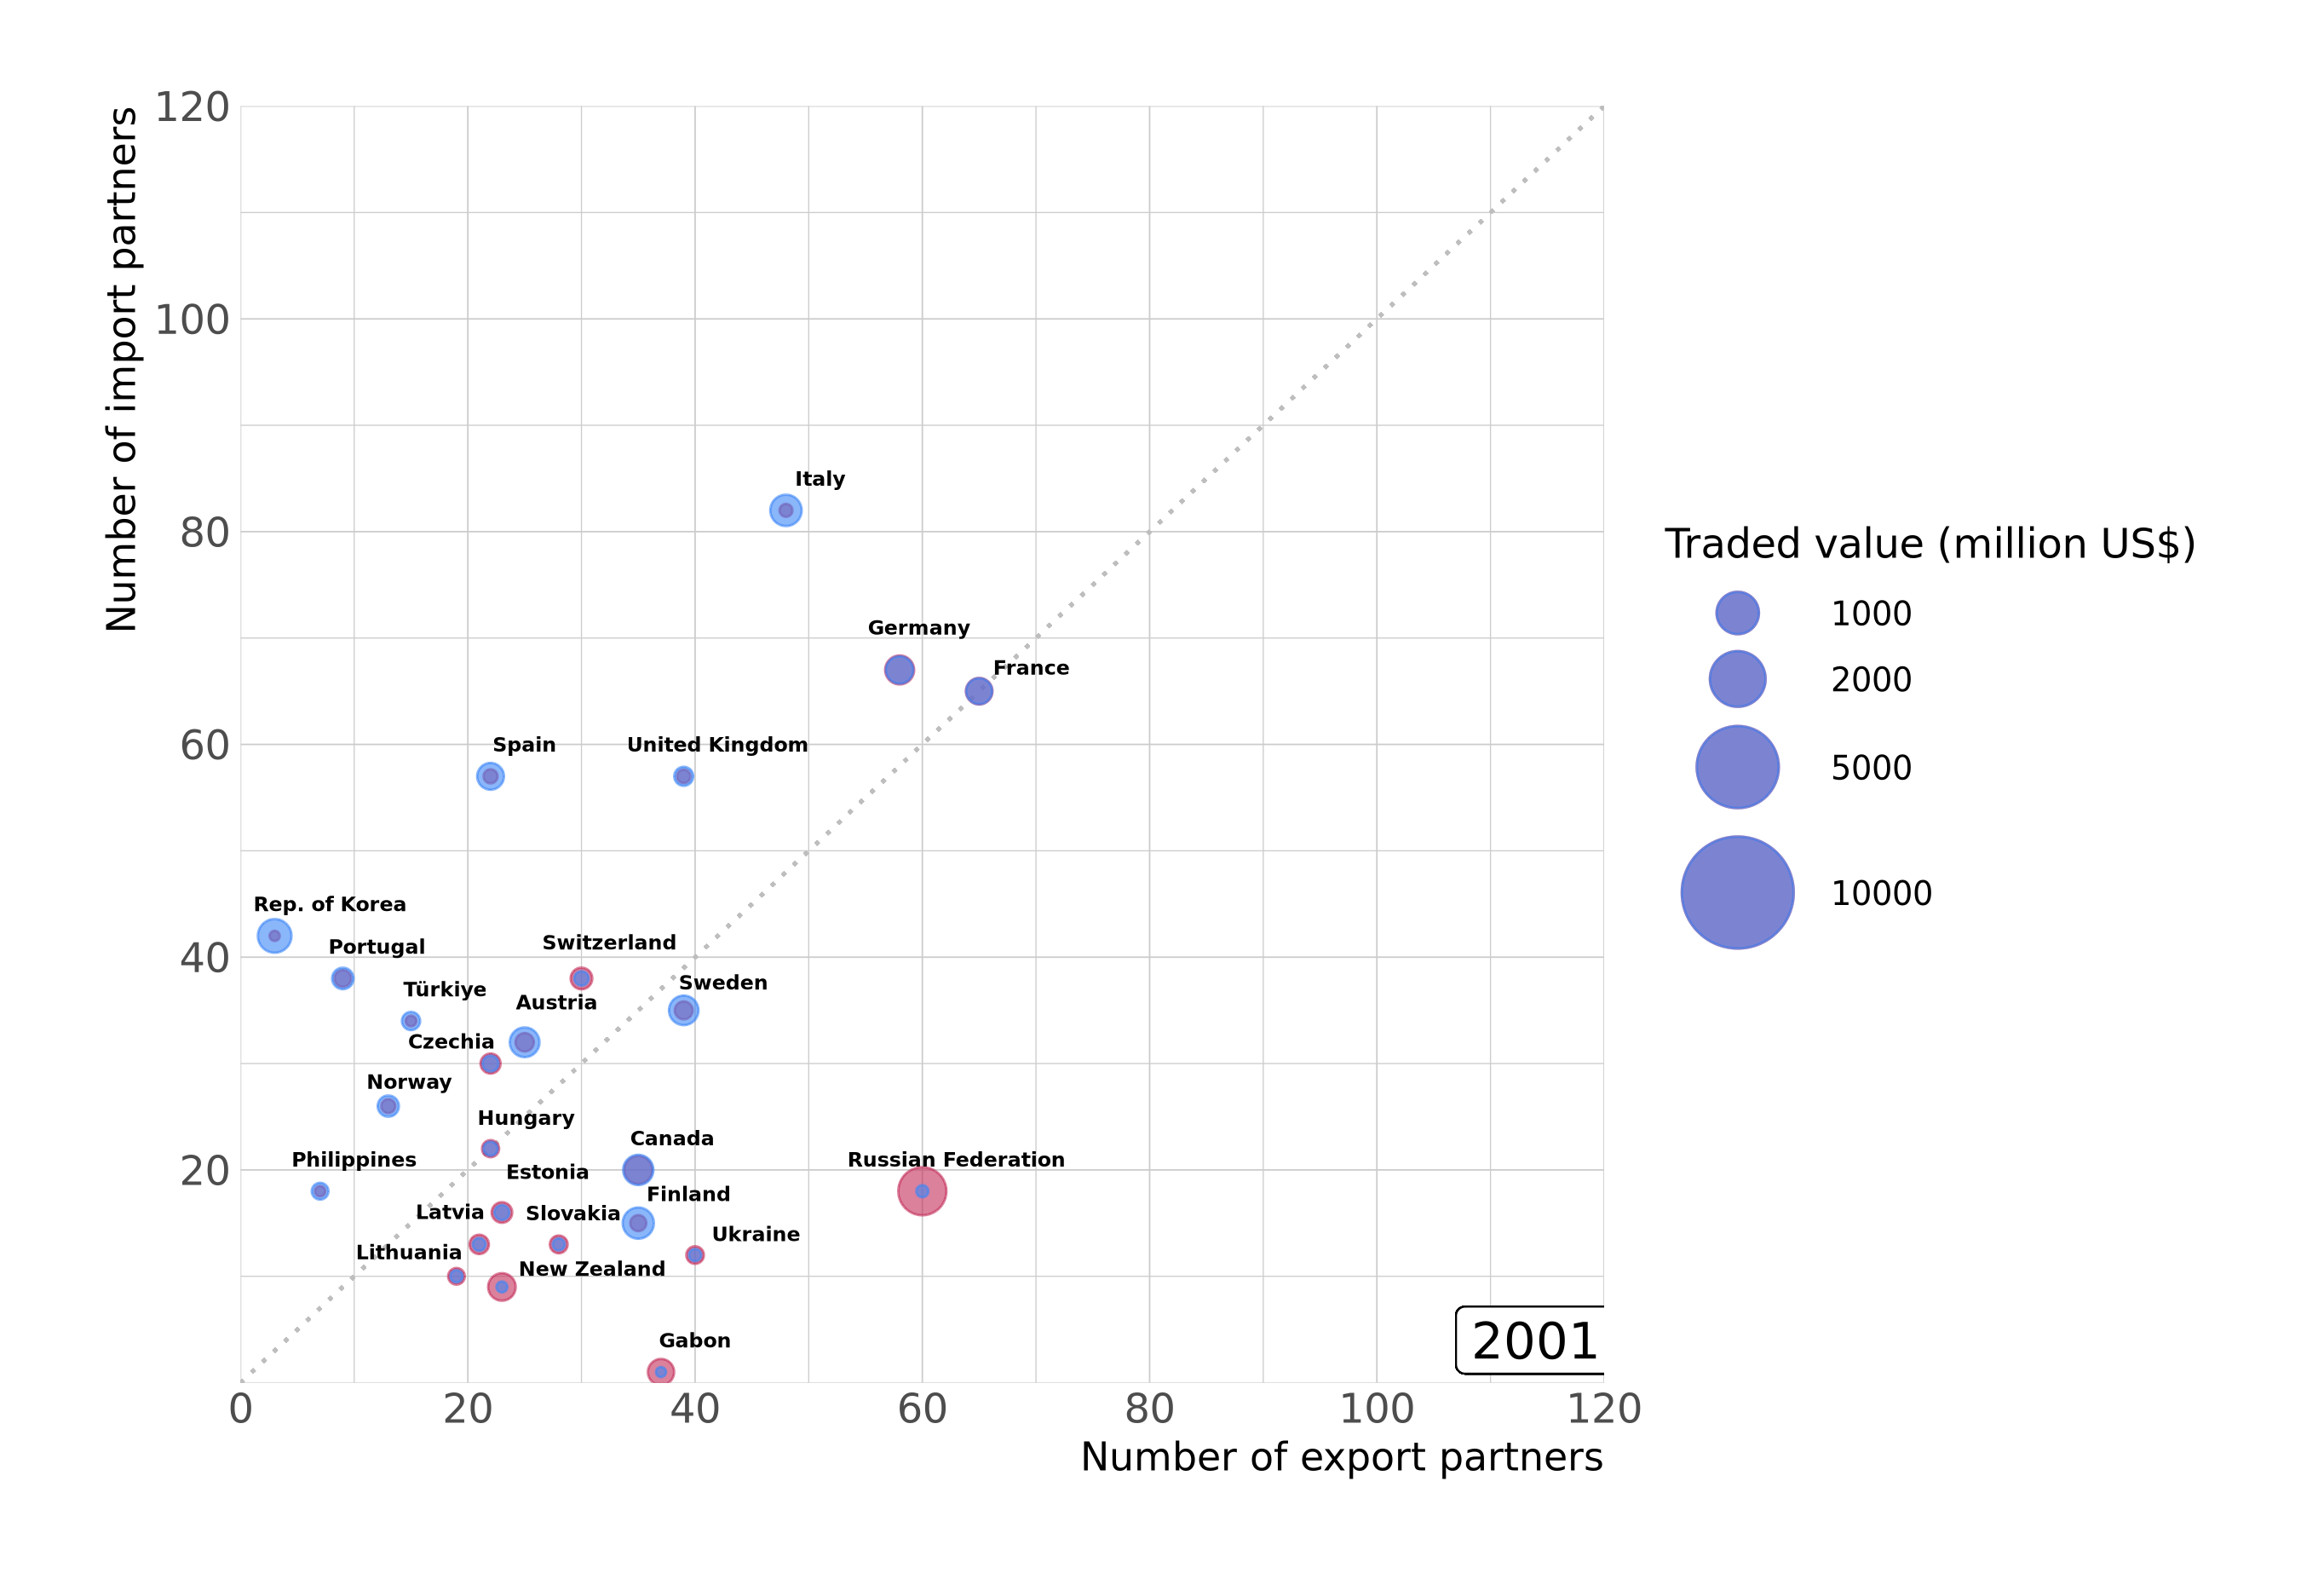 Number of import partners
120
100
80
60
40
20
Italy
Germany
France
Spain
United Kingdom
Rep. of Korea
Portugal
Switzerland
Türkiye
Sweden
Austria
Czechia
Norway
Hungary
Canada
Philippines
Russian Federation
Estonia
Finland
Latvia
Slovakia
Ukraine
Lithuania
New Zealand
Gabon
2001
0
20
40
60
80
100
120
Number of export partners
Traded value (million US$)
1000
2000
5000
10000